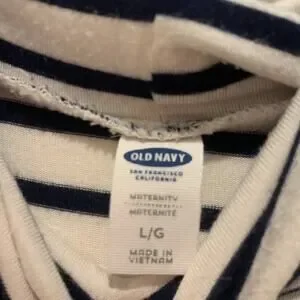 OLD NAVY
SAN FRANCISCO
CALIFORNIA
MATERNITY
MATERNITÉ
L/G
MADE IN
VIETNAM